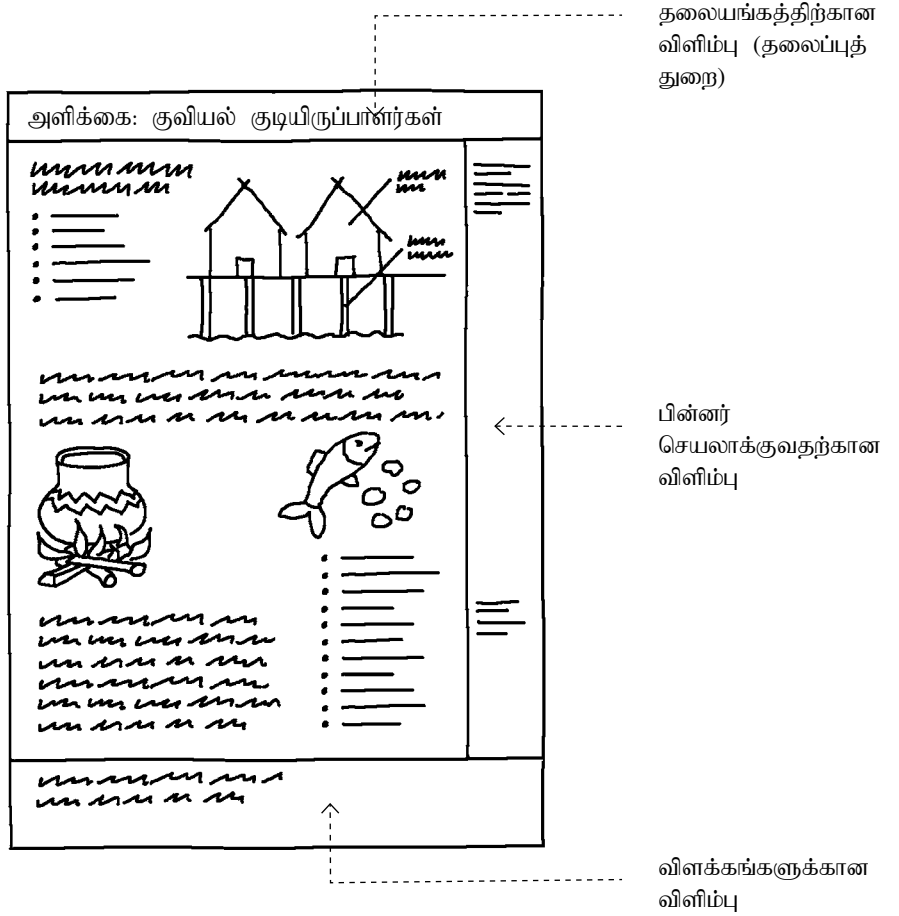 தலையங்கத்திற்கான
விளிம்பு (தலைப்புத்
துறை)
அளிக்கை: குவியல் குடியிருப்பாளர்கள்
பின்னர்
செயலாக்குவதற்கான
விளிம்பு
விளக்கங்களுக்கான
விளிம்பு